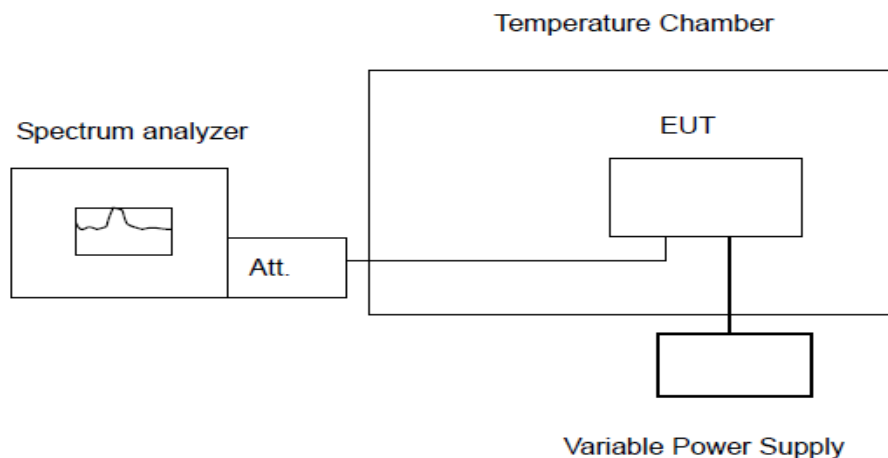 Temperature Chamber
Spectrum analyzer
EUT
Att.
Variable Power Supply